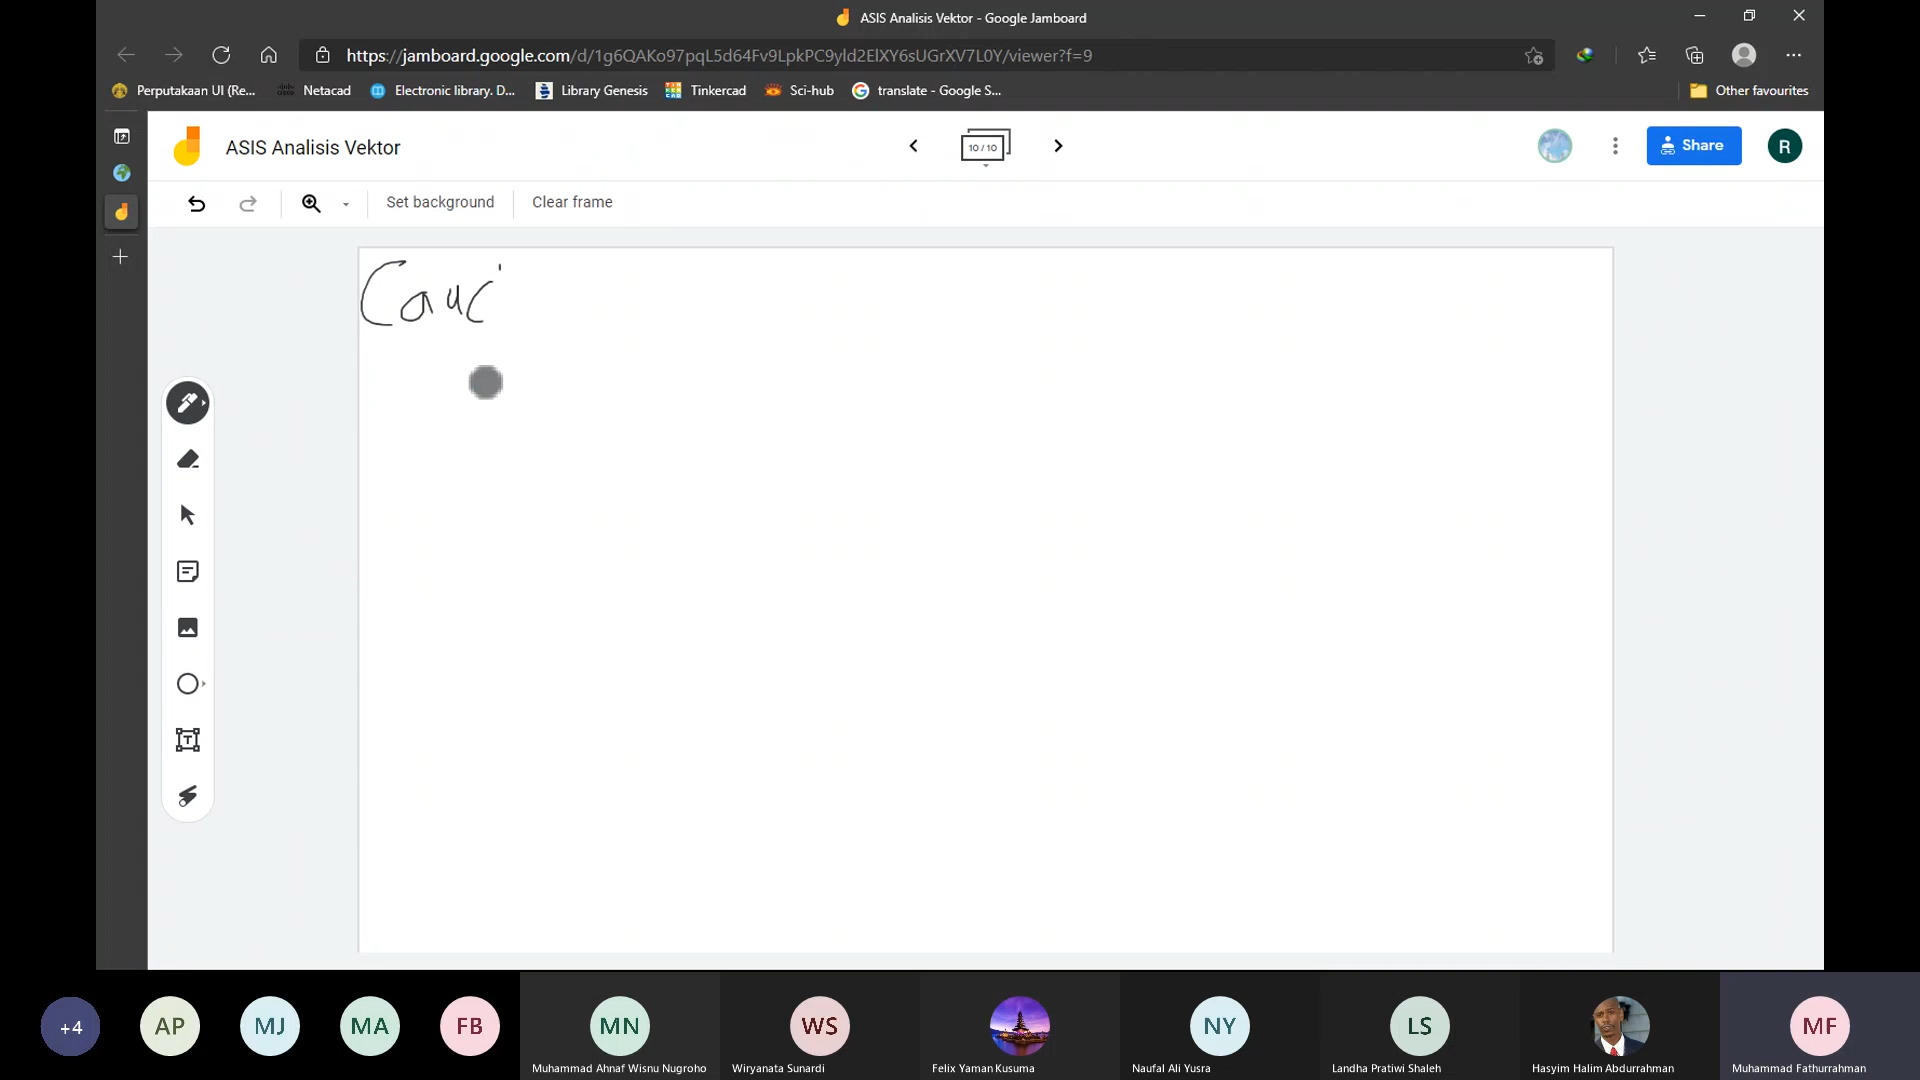 ASIS Analisis Vektor - Google Jamboard
https://jamboard.google.com/d/1g6QAKo97pqL5d64Fv9LpkPC9yld2ElXY6sUGrXV7L0Y/viewer?f=9
Perputakaan UI (Re... Netacad Electronic library. D... Library Genesis Tinkercad Sci-hub translate - Google S... Other favourites
ASIS Analisis Vektor 10 / 10 Share R
Set background Clear frame
Cauc
+4 AP MJ MA FB MN WS NY LS MF
Muhammad Ahnaf Wisnu Nugroho Wiryanata Sunardi Felix Yaman Kusuma Naufal Ali Yusra Landha Pratiwi Shaleh Hasyim Halim Abdurrahman Muhammad Fathurrahman